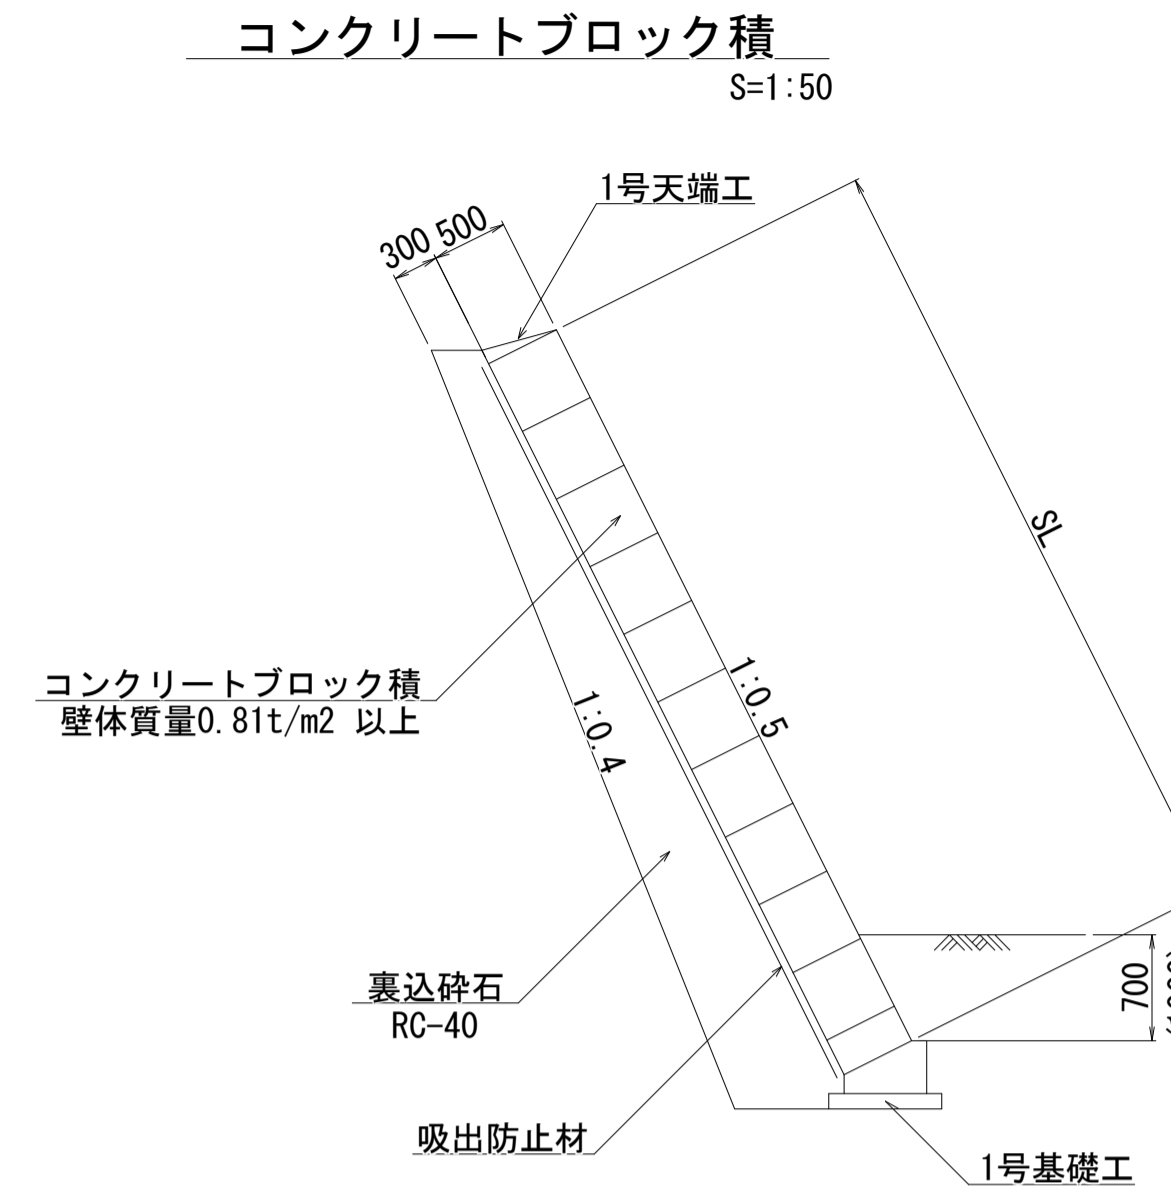 コンクリートブロック積
S=1:50
1号天端工
300 500
SL
コンクリートブロック積
壁体質量0.81t/m2 以上
1:0.5
1:0.4
700
裏込砕石
RC-40
吸出防止材
1号基礎工